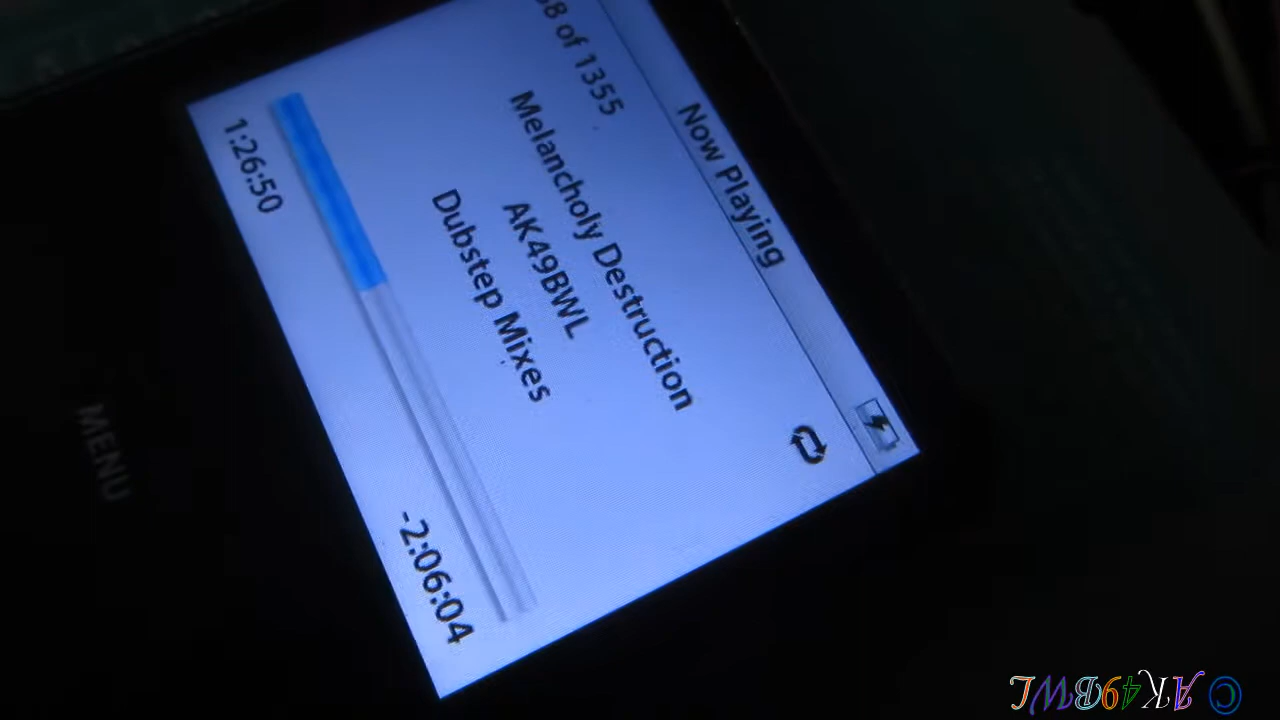 Now Playing
8 of 1355
Melancholy Destruction
AK49BWL
Dubstep Mixes
1:26:50
-2:06:04
MENU
© AK49BWL